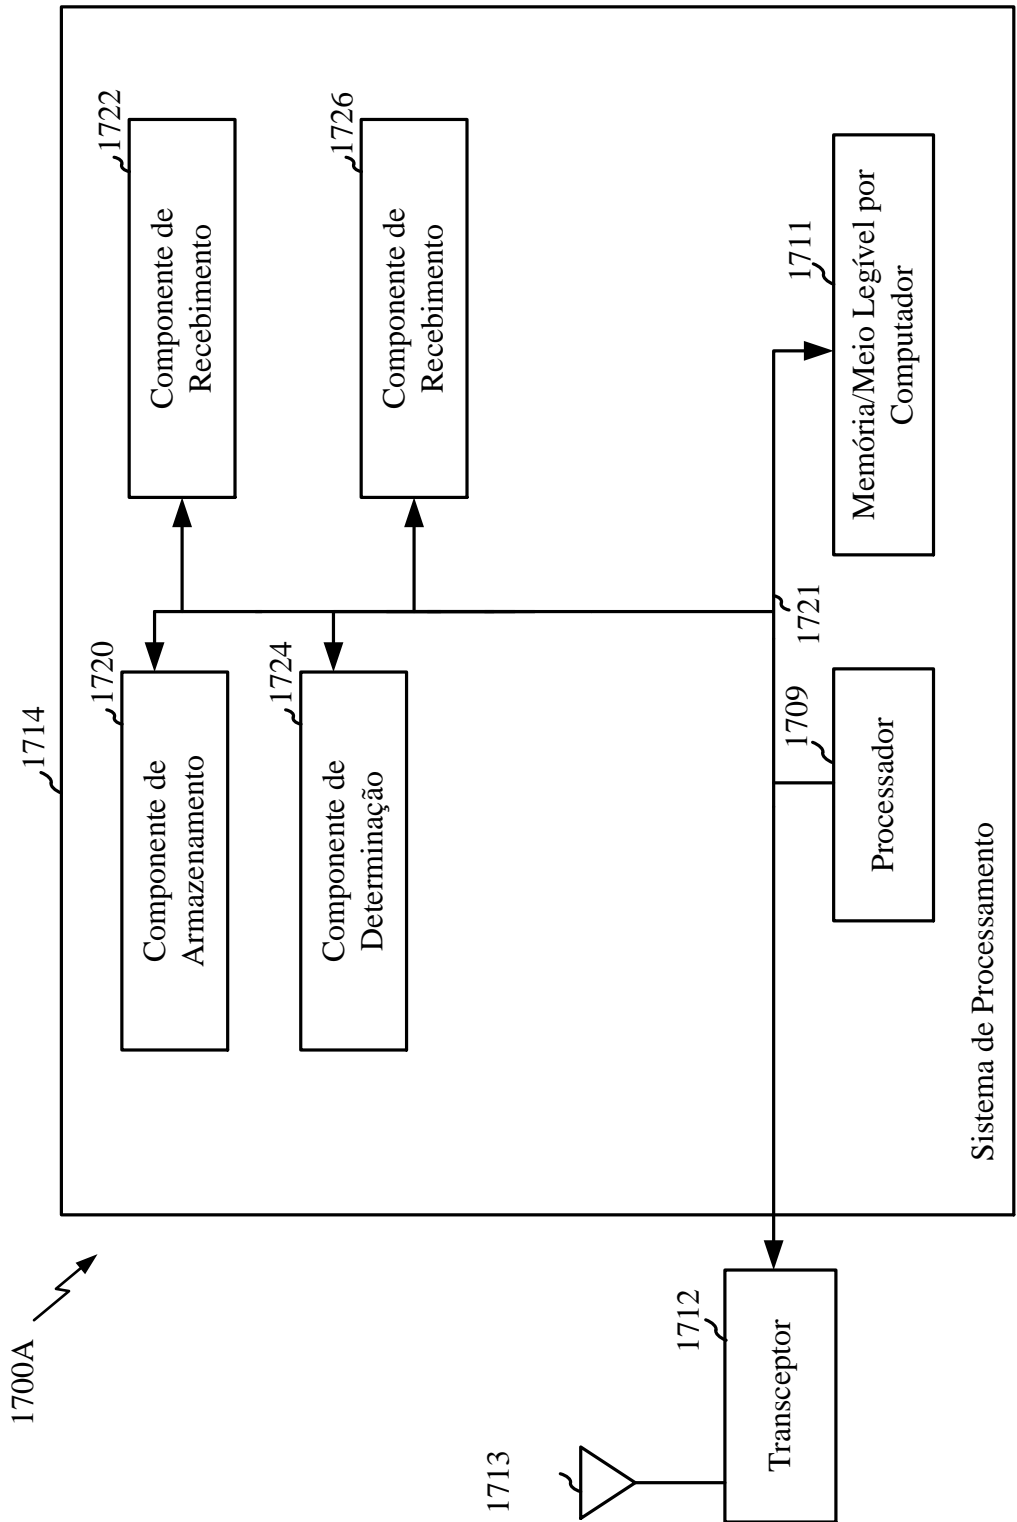 1700A
1714
1720
Componente de
Armazenamento
1722
Componente de
Recebimento
1724
Componente de
Determinação
1726
Componente de
Recebimento
1713
1712
Transceptor
1721
1709
Processador
1711
Memória/Meio Legível por
Computador
Sistema de Processamento